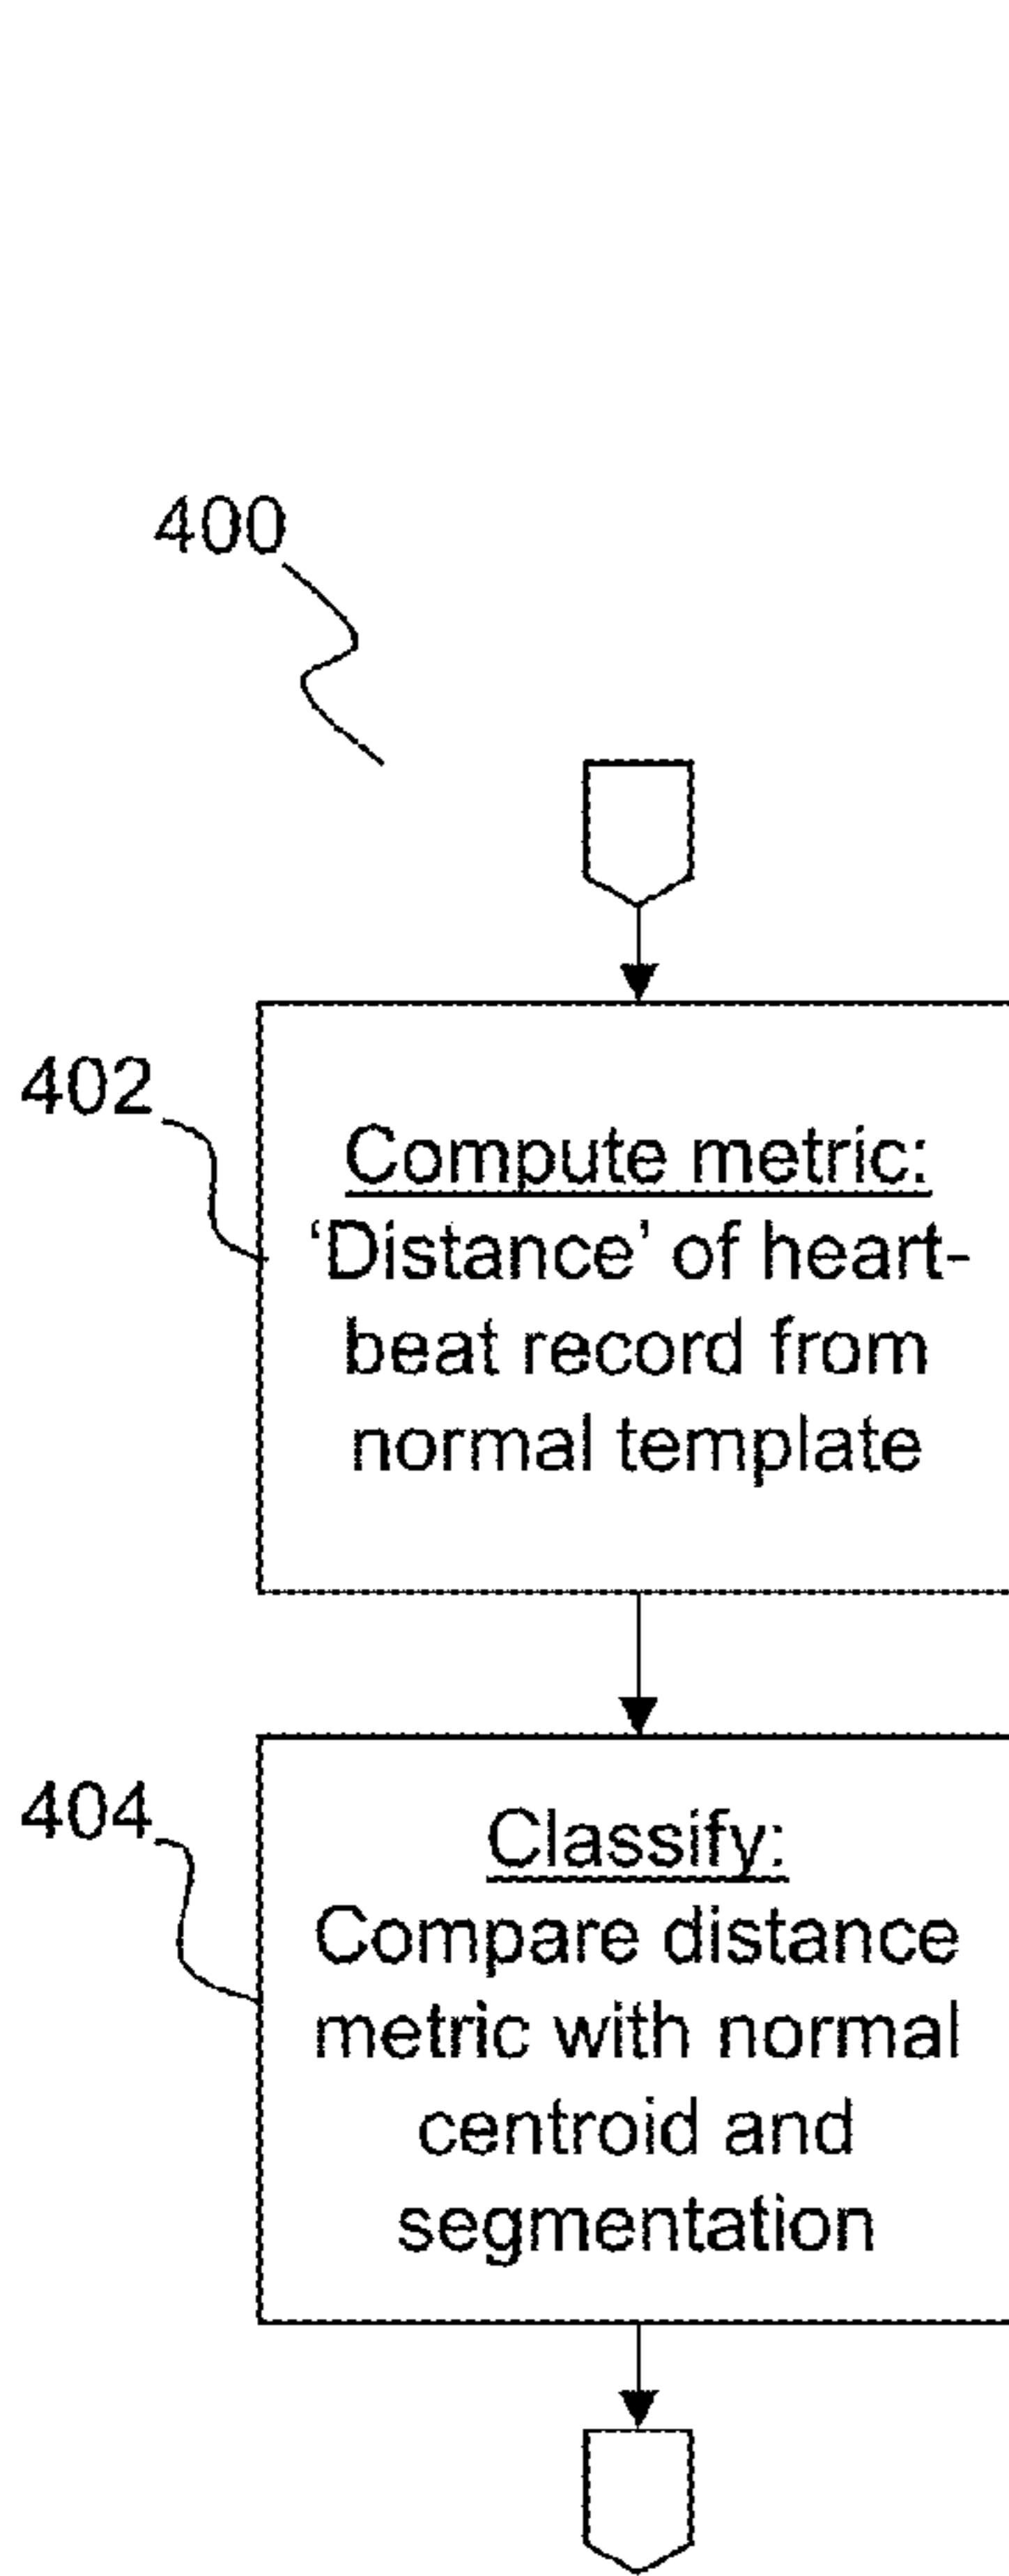 400
402
Compute metric:
‘Distance’ of heart-
beat record from
normal template
404
Classify:
Compare distance
metric with normal
centroid and
segmentation